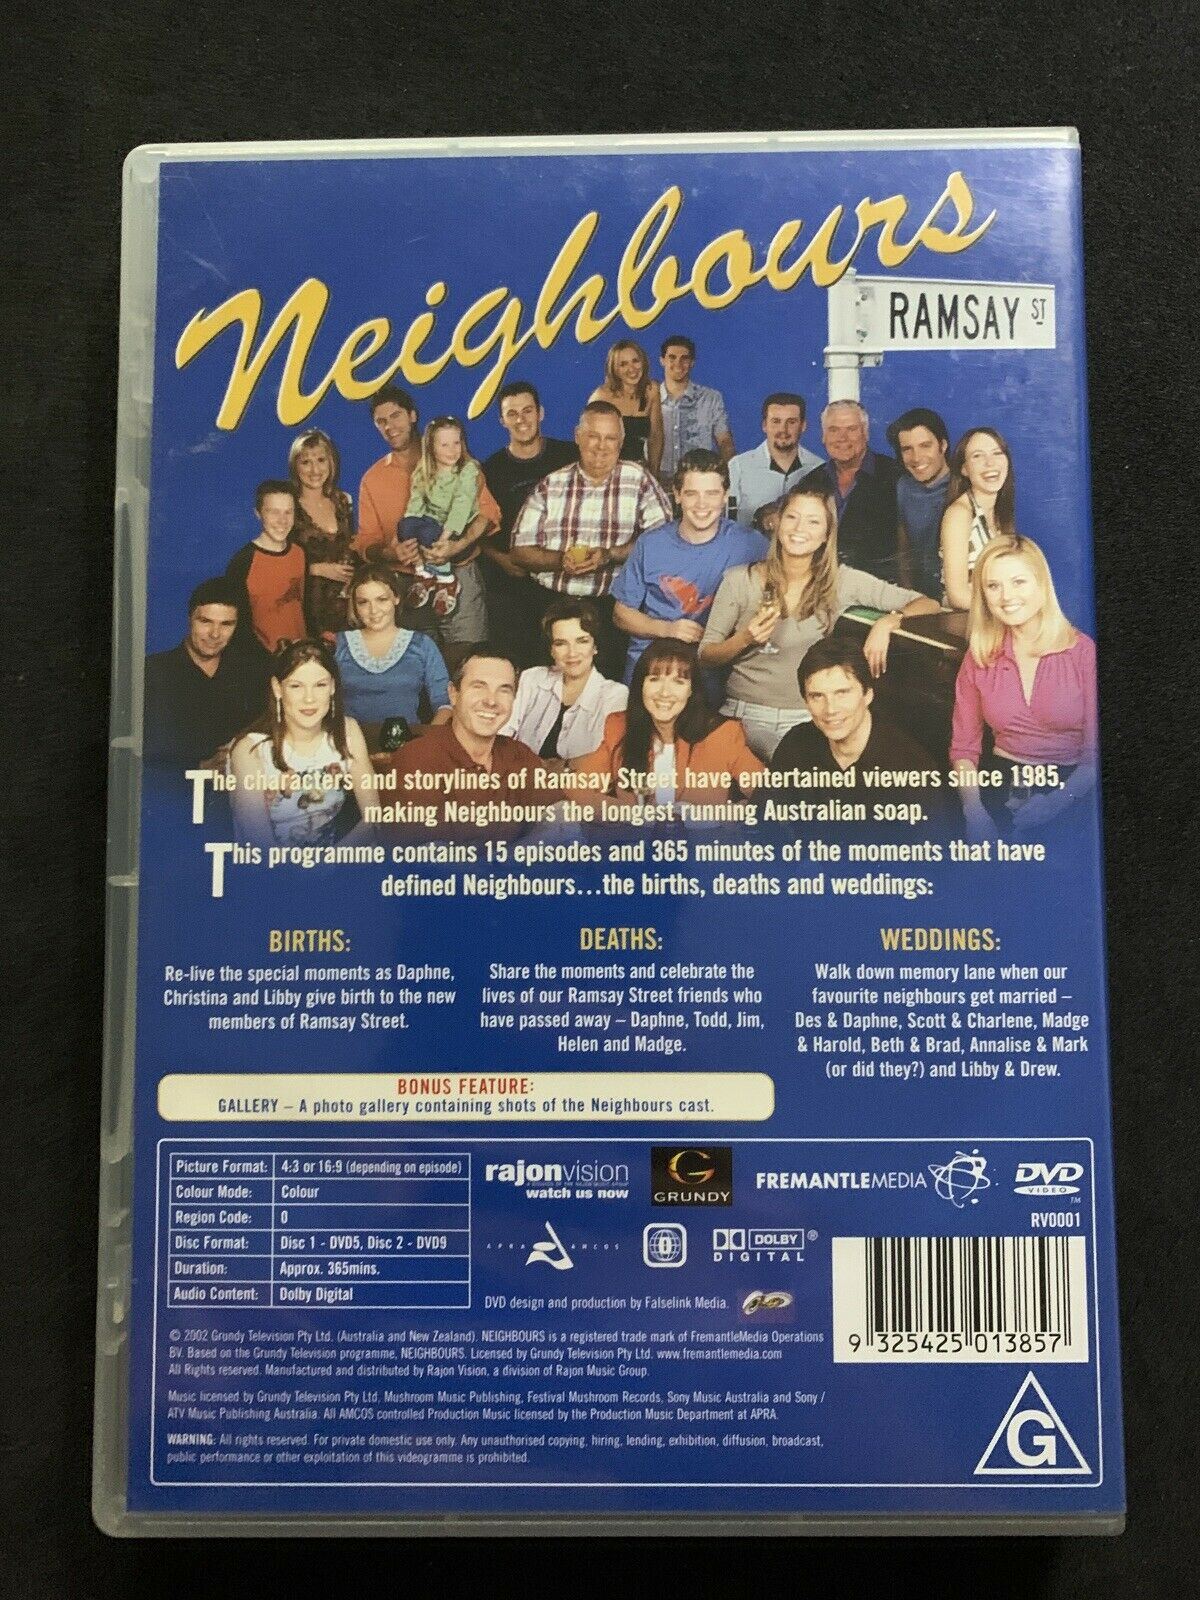 Neighbours
RAMSAY ST
The characters and storylines of Ramsay Street have entertained viewers since 1985,
making Neighbours the longest running Australian soap.
This programme contains 15 episodes and 365 minutes of the moments that have
defined Neighbours...the births, deaths and weddings:
BIRTHS:
Re-live the special moments as Daphne,
Christina and Libby give birth to the new
members of Ramsay Street.
DEATHS:
Share the moments and celebrate the
lives of our Ramsay Street friends who
have passed away – Daphne, Todd, Jim,
Helen and Madge.
WEDDINGS:
Walk down memory lane when our
favourite neighbours get married –
Des & Daphne, Scott & Charlene, Madge
& Harold, Beth & Brad, Annalise & Mark
(or did they?) and Libby & Drew.
BONUS FEATURE:
GALLERY – A photo gallery containing shots of the Neighbours cast.
Picture Format: 4:3 or 16:9 (depending on episode)
Colour Mode: Colour
Region Code: 0
Disc Format: Disc 1 - DVD5, Disc 2 - DVD9
Duration: Approx. 365mins.
Audio Content: Dolby Digital
rajonvision
watch us now
G
GRUNDY
FREMANTLEMEDIA
DVD
VIDEO
TM
RV0001
APRA AMCOS
0
DOLBY ®
DIGITAL
DVD design and production by Falselink Media.
9 325425 013857
© 2002 Grundy Television Pty Ltd. (Australia and New Zealand). NEIGHBOURS is a registered trade mark of FremantleMedia Operations
BV. Based on the Grundy Television programme, NEIGHBOURS. Licensed by Grundy Television Pty Ltd. www.fremantlemedia.com
All Rights reserved. Manufactured and distributed by Rajon Vision, a division of Rajon Music Group.
Music licensed by Grundy Television Pty Ltd, Mushroom Music Publishing, Festival Mushroom Records, Sony Music Australia and Sony /
ATV Music Publishing Australia. All AMCOS controlled Production Music licensed by the Production Music Department at APRA.
WARNING: All rights reserved. For private domestic use only. Any unauthorised copying, hiring, lending, exhibition, diffusion, broadcast,
public performance or other exploitation of this videogramme is prohibited.
G